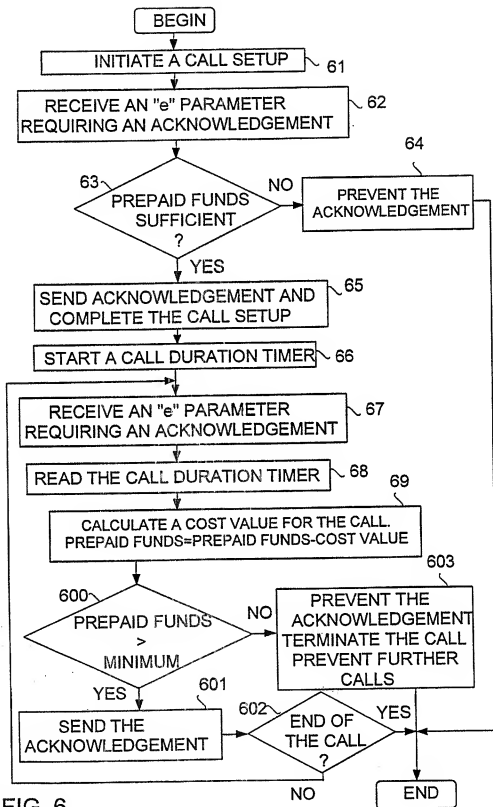 BEGIN
INITIATE A CALL SETUP
61
RECEIVE AN "e" PARAMETER
REQUIRING AN ACKNOWLEDGEMENT
62
63
PREPAID FUNDS
SUFFICIENT
?
NO
64
PREVENT THE
ACKNOWLEDGEMENT
YES
SEND ACKNOWLEDGEMENT AND
COMPLETE THE CALL SETUP
65
START A CALL DURATION TIMER
66
RECEIVE AN "e" PARAMETER
REQUIRING AN ACKNOWLEDGEMENT
67
READ THE CALL DURATION TIMER
68
69
CALCULATE A COST VALUE FOR THE CALL.
PREPAID FUNDS=PREPAID FUNDS-COST VALUE
600
PREPAID FUNDS
>
MINIMUM
NO
603
PREVENT THE
ACKNOWLEDGEMENT
TERMINATE THE CALL
PREVENT FURTHER
CALLS
YES
601
SEND THE
ACKNOWLEDGEMENT
602
END OF
THE CALL
?
YES
NO
END
FIG. 6